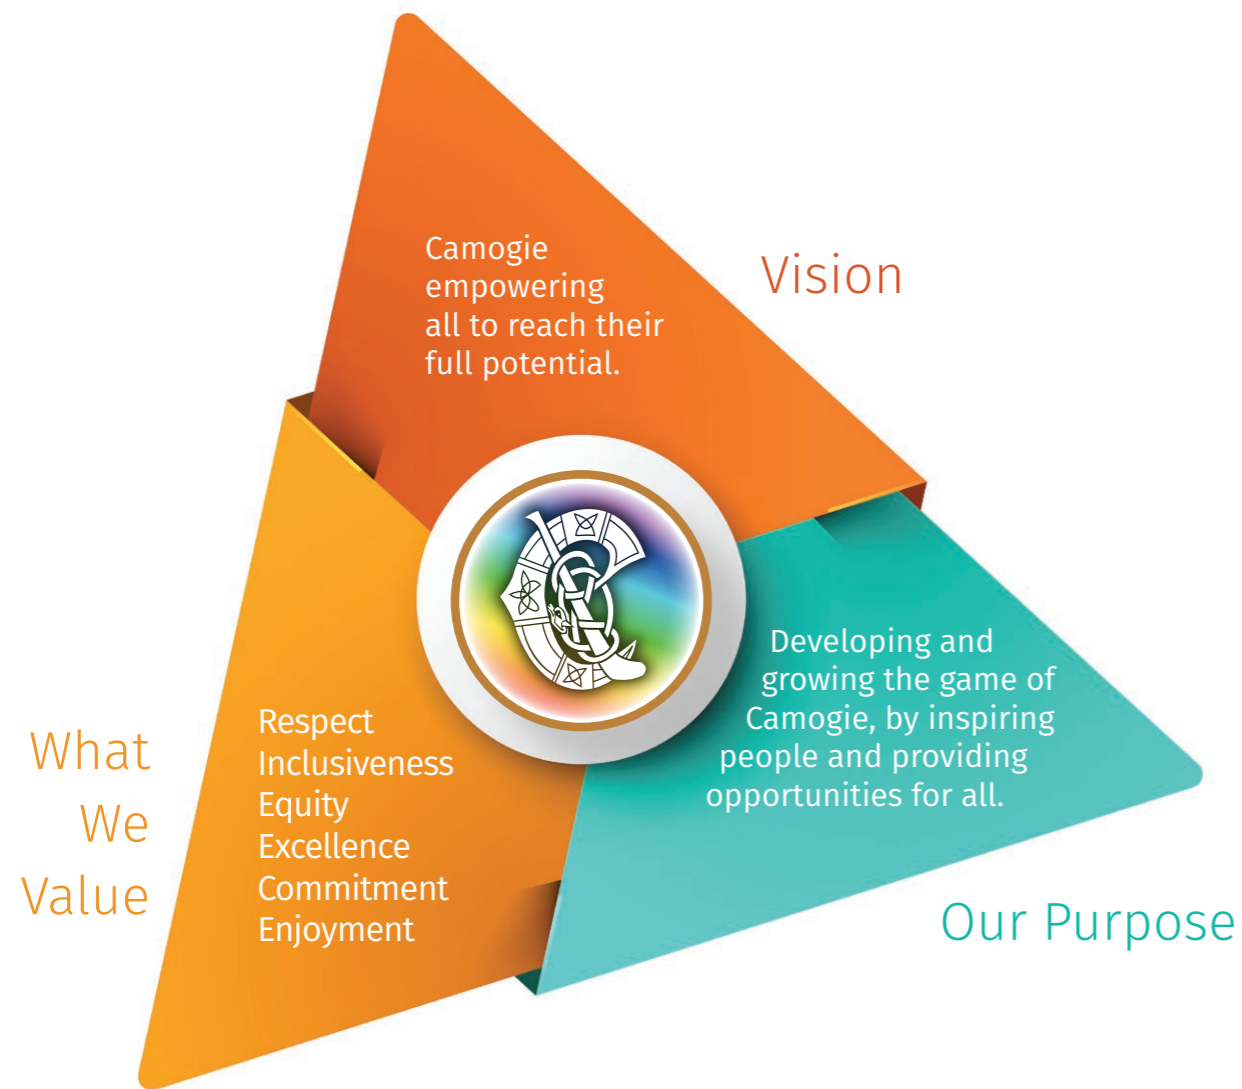 Camogie
empowering
all to reach their
full potential.
Vision
Developing and
growing the game of
Camogie, by inspiring
people and providing
opportunities for all.
Our Purpose
What
We
Value
Respect
Inclusiveness
Equity
Excellence
Commitment
Enjoyment